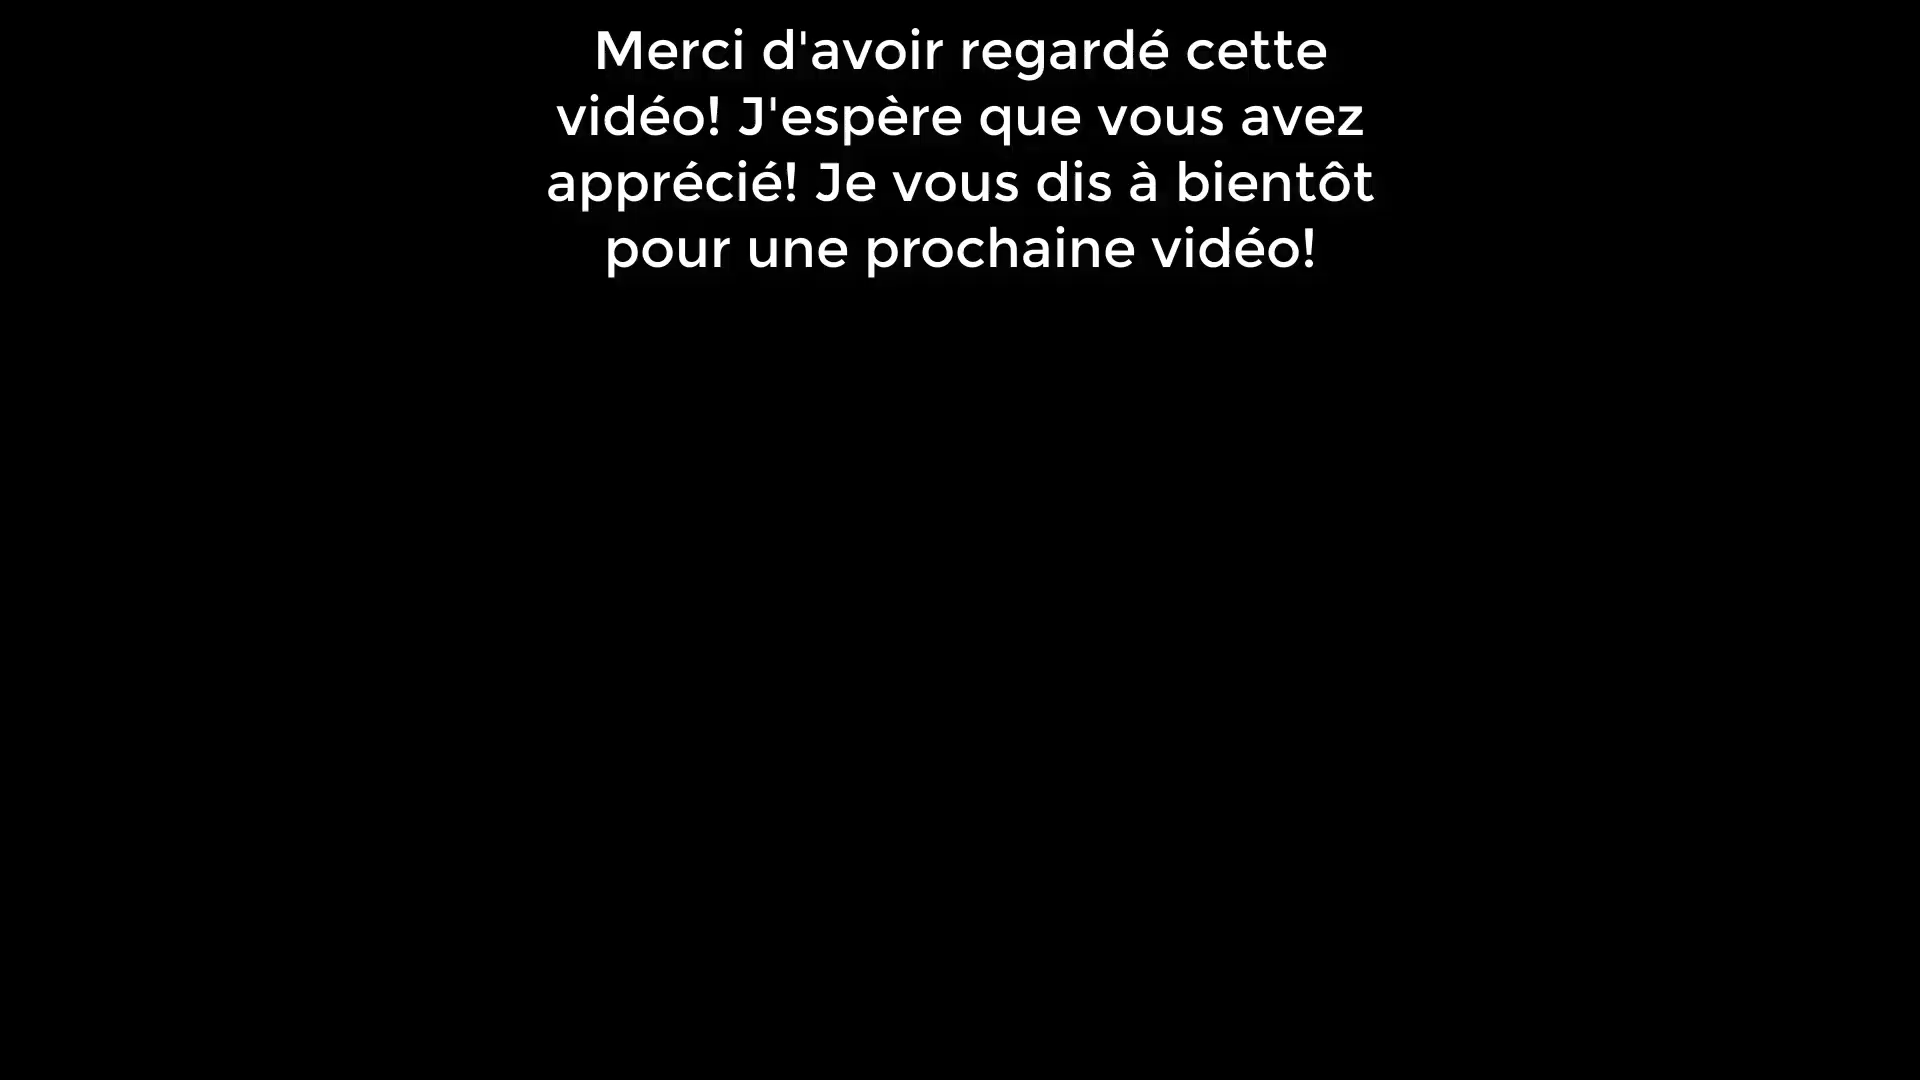 Merci d'avoir regardé cette
vidéo! J'espère que vous avez
apprécié! Je vous dis à bientôt
pour une prochaine vidéo!